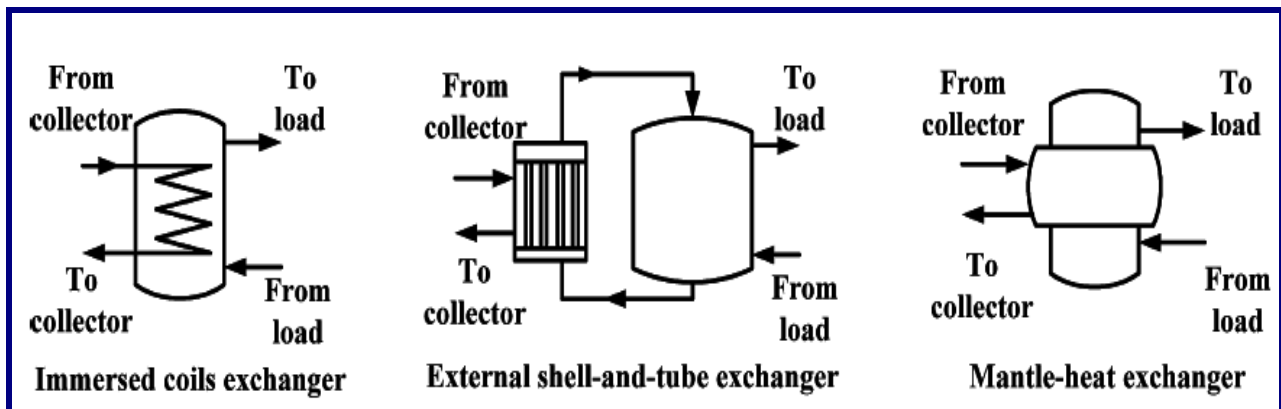 From
collector
To
load
To
collector
From
load
Immersed coils exchanger
From
collector
To
load
To
collector
From
load
External shell-and-tube exchanger
From
collector
To
load
To
collector
From
load
Mantle-heat exchanger